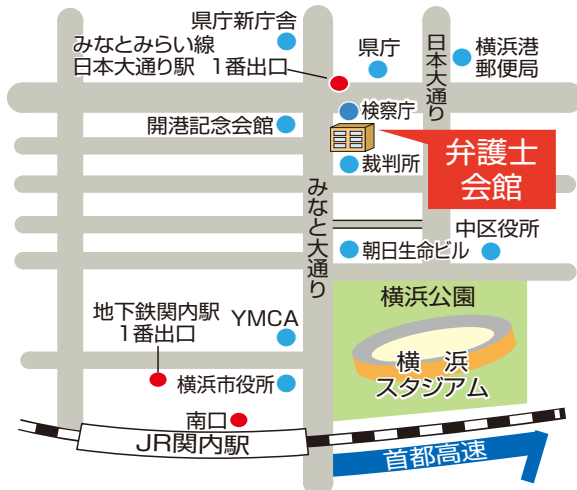 県庁新庁舎
みなとみらい線
日本大通り駅 1番出口
県庁
日本大通り
横浜港
郵便局
検察庁
開港記念会館
弁護士
会館
裁判所
みなと大通り
中区役所
朝日生命ビル
横浜公園
地下鉄関内駅
1番出口
YMCA
横浜
スタジアム
横浜市役所
南口
JR関内駅
首都高速